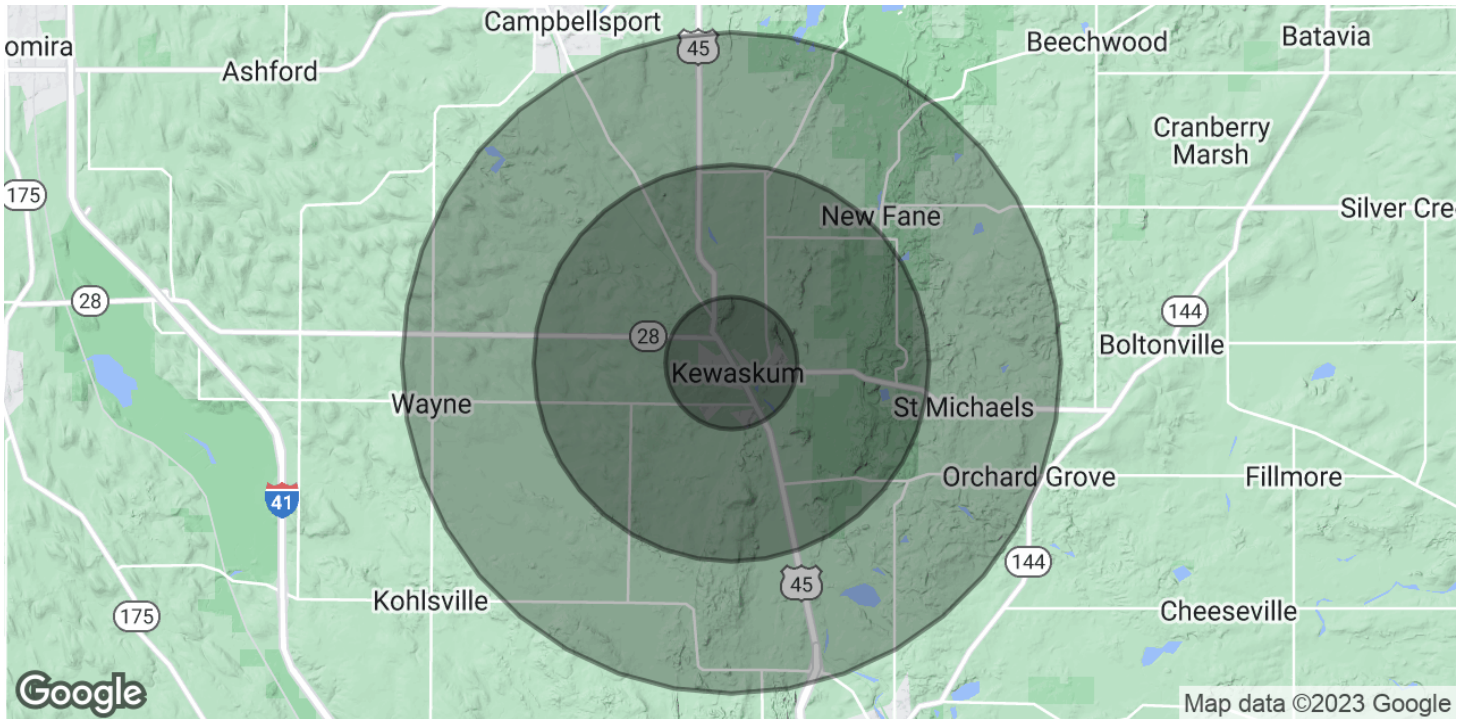 Campbellsport
45
Beechwood
Batavia
omira
Ashford
Cranberry
Marsh
175
New Fane
Silver Cre
28
144
28
Boltonville
Kewaskum
Wayne
St Michaels
Orchard Grove
Fillmore
41
144
45
Kohlsville
Cheeseville
175
Google
Map data ©2023 Google